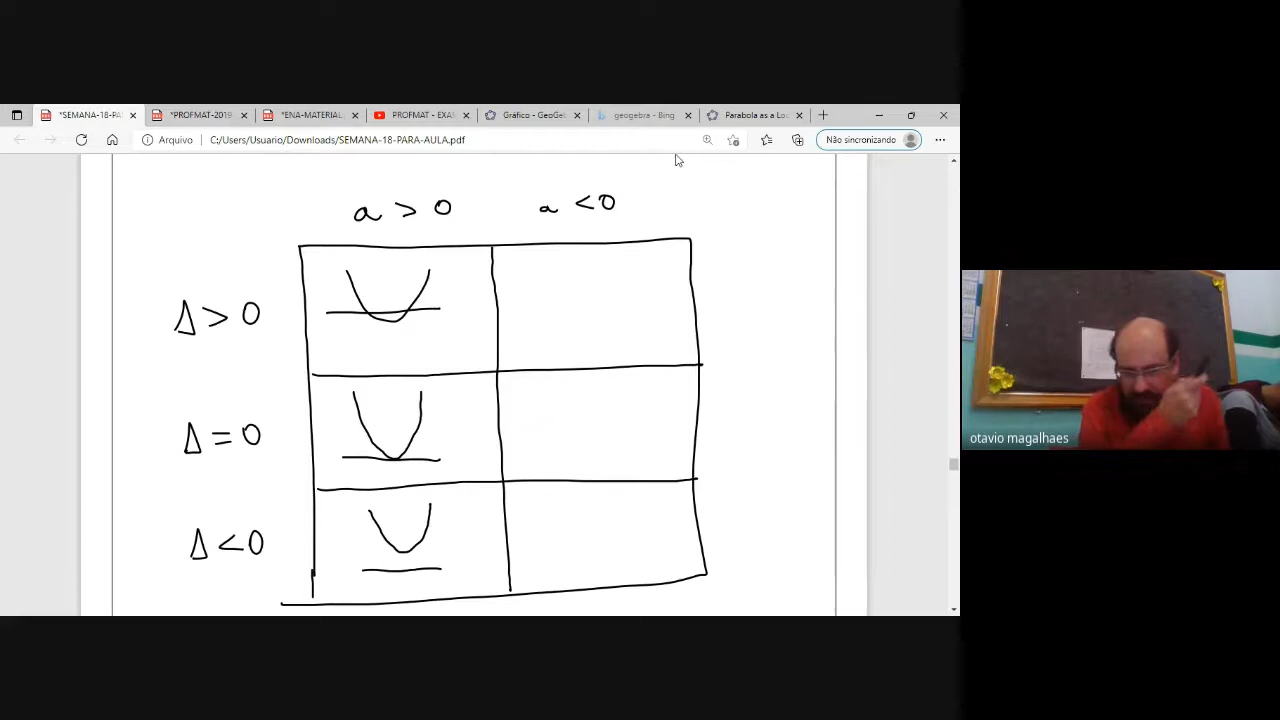 *SEMANA-18-PA
*PROFMAT-2019
*ENA-MATERIAL.
PROFMAT - EXA
Gráfico - GeoGe
geogebra - Bing
Parabola as a Loc
Arquivo
C:/Users/Usuario/Downloads/SEMANA-18-PARA-AULA.pdf
Não sincronizando
a > 0
a < 0
Δ > 0
Δ = 0
Δ < 0
otavio magalhaes